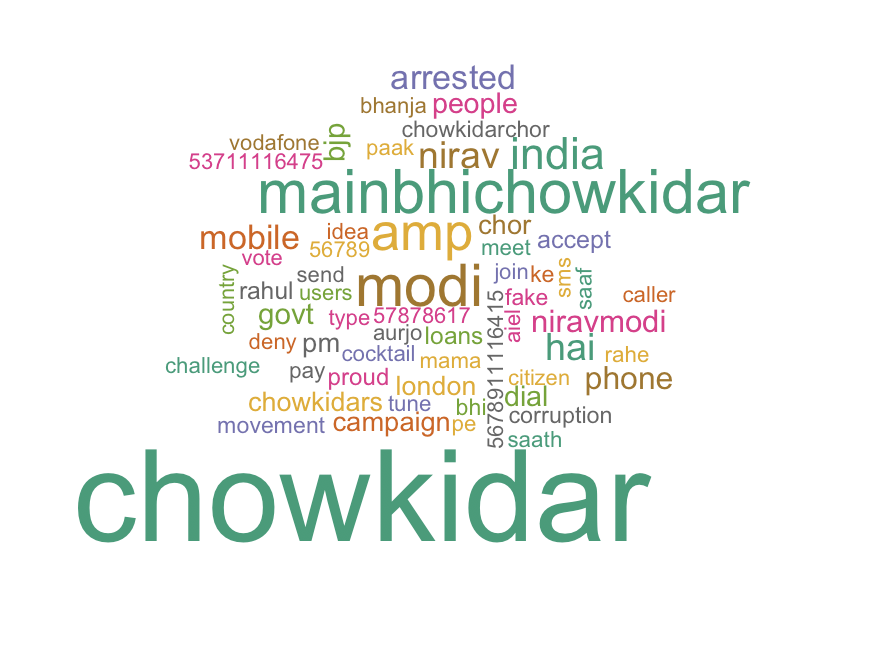 arrested
bhanja people
chowkidarchor
vodafone bjp paak nirav india
53711116475
mainbhichowkidar
mobile idea amp chor
56789 meet accept
vote
country send modi join ke sms saaf
rahul users fake caller
govt type 57878617 5678911116415 aiel niravmodi
deny pm aurjo loans hai
challenge cocktail mama rahe
pay proud london citizen phone
chowkidars tune bhi dial
movement campaign pe corruption
saath
chowkidar